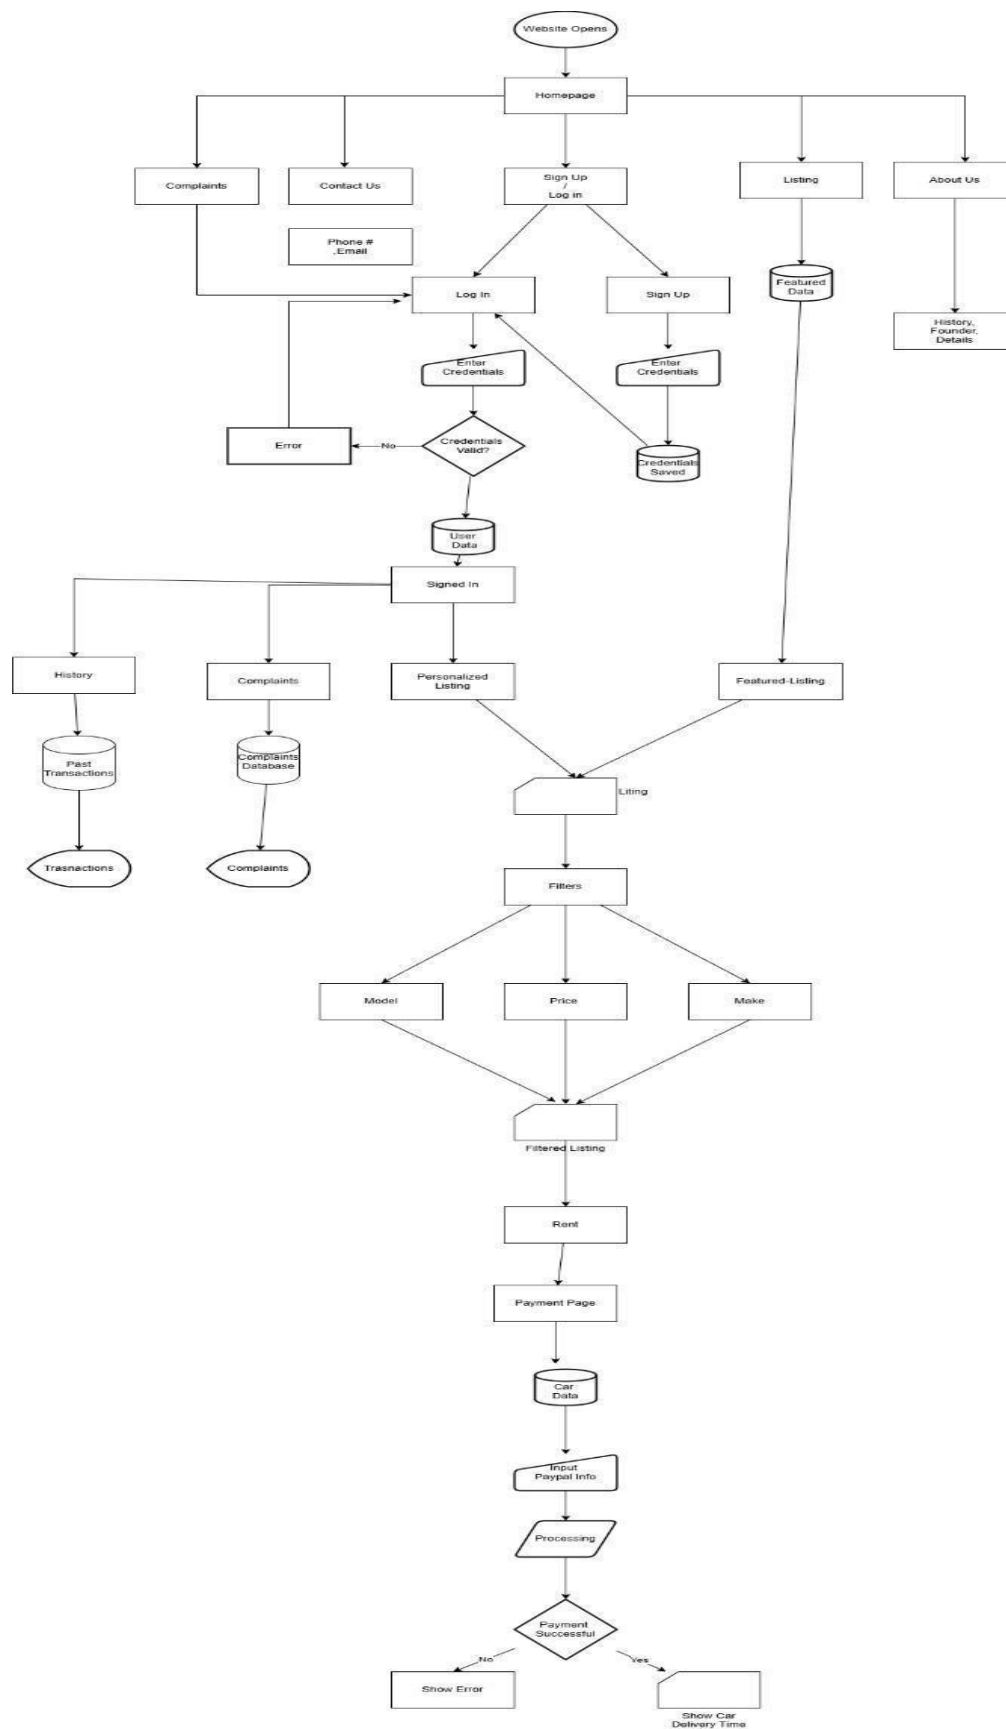 Website Opens
Homepage
Complaints
Contact Us
Sign Up
/
Log in
Listing
About Us
Phone #
,Email
Log In
Sign Up
Featured
Data
History,
Founder,
Details
Enter
Credentials
Enter
Credentials
Error
No
Credentials
Valid?
Credentials
Saved
User
Data
Signed In
History
Complaints
Personalized
Listing
Featured-Listing
Past
Transactions
Complaints
Database
Liting
Trasnactions
Complaints
Filters
Model
Price
Make
Filtered Listing
Rent
Payment Page
Car
Data
Input
Paypal Info
Processing
Payment
Successful
No
Yes
Show Error
Show Car
Delivery Time